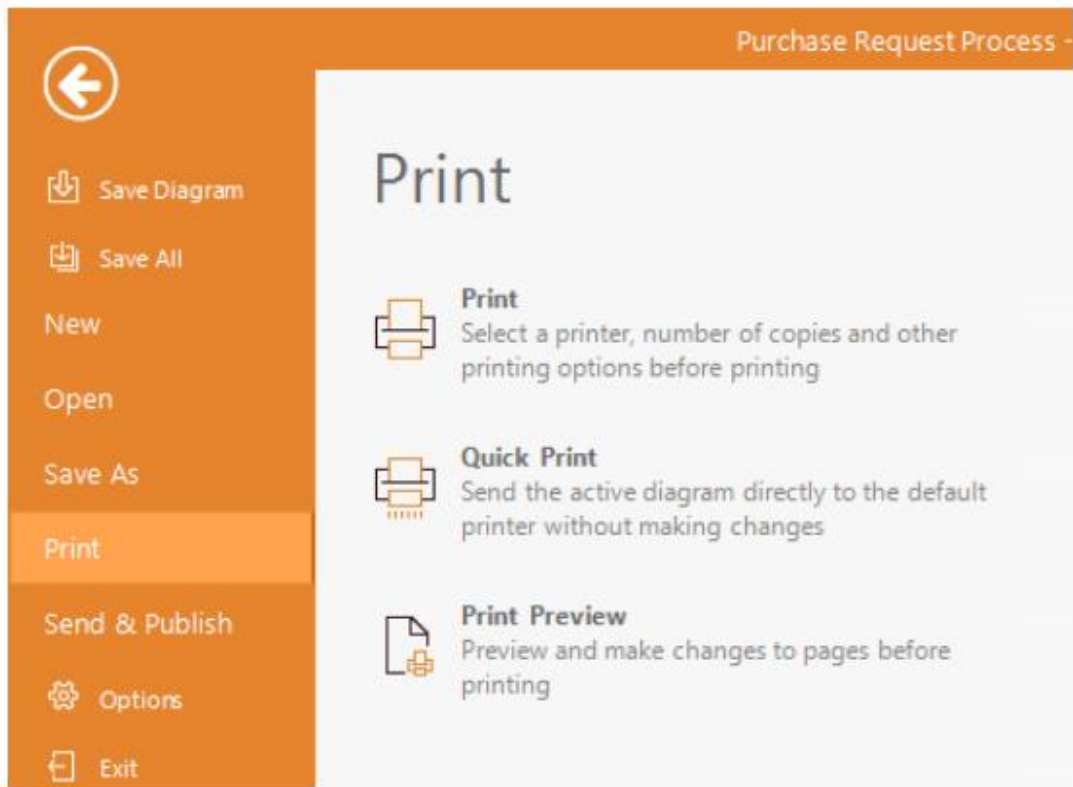 Purchase Request Process -
Save Diagram
Save All
New
Open
Save As
Print
Send & Publish
Options
Exit
Print
Print
Select a printer, number of copies and other
printing options before printing
Quick Print
Send the active diagram directly to the default
printer without making changes
Print Preview
Preview and make changes to pages before
printing